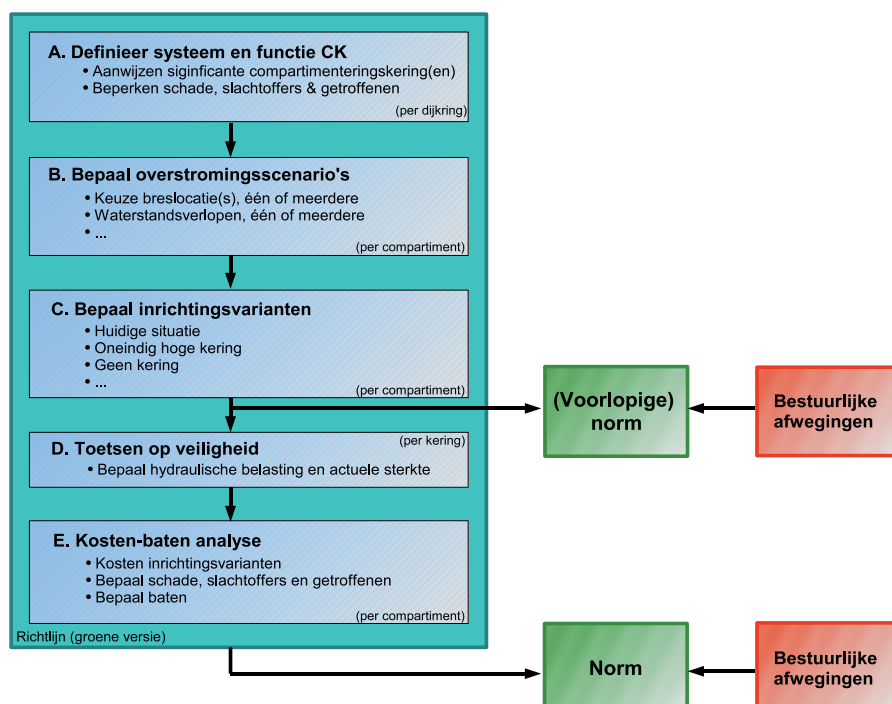 A. Definieer systeem en functie CK
• Aanwijzen siginficante compartimenteringskering(en)
• Beperken schade, slachtoffers & getroffenen
(per dijkring)
B. Bepaal overstromingsscenario's
• Keuze breslocatie(s), één of meerdere
• Waterstandsverlopen, één of meerdere
• ...
(per compartiment)
C. Bepaal inrichtingsvarianten
• Huidige situatie
• Oneindig hoge kering
• Geen kering
• ...
(per compartiment)
(Voorlopige)
norm
Bestuurlijke
afwegingen
(per kering)
D. Toetsen op veiligheid
• Bepaal hydraulische belasting en actuele sterkte
E. Kosten-baten analyse
• Kosten inrichtingsvarianten
• Bepaal schade, slachtoffers en getroffenen
• Bepaal baten
(per compartiment)
Richtlijn (groene versie)
Norm
Bestuurlijke
afwegingen